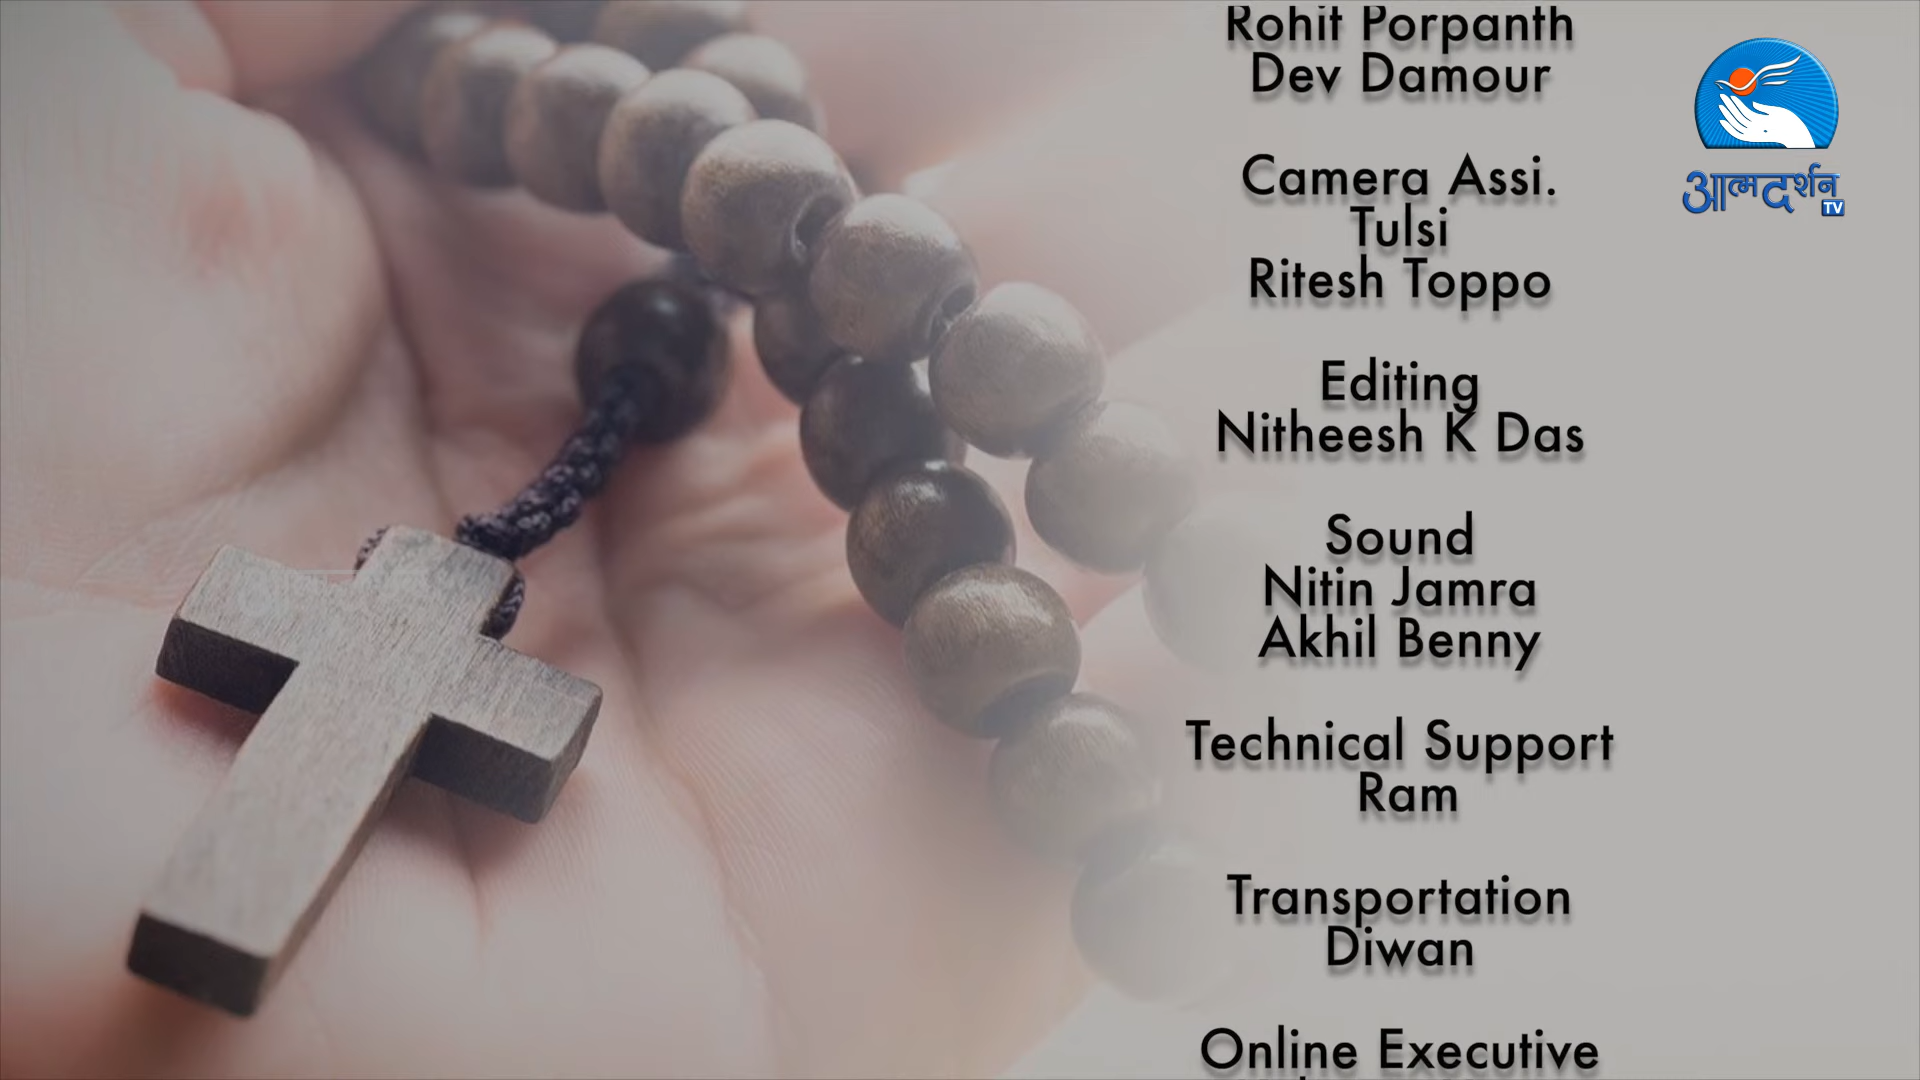 Rohit Porpanth
Dev Damour
Camera Assi.
Tulsi
Ritesh Toppo
Editing
Nitheesh K Das
Sound
Nitin Jamra
Akhil Benny
Technical Support
Ram
Transportation
Diwan
Online Executive
आत्मदर्शन
TV